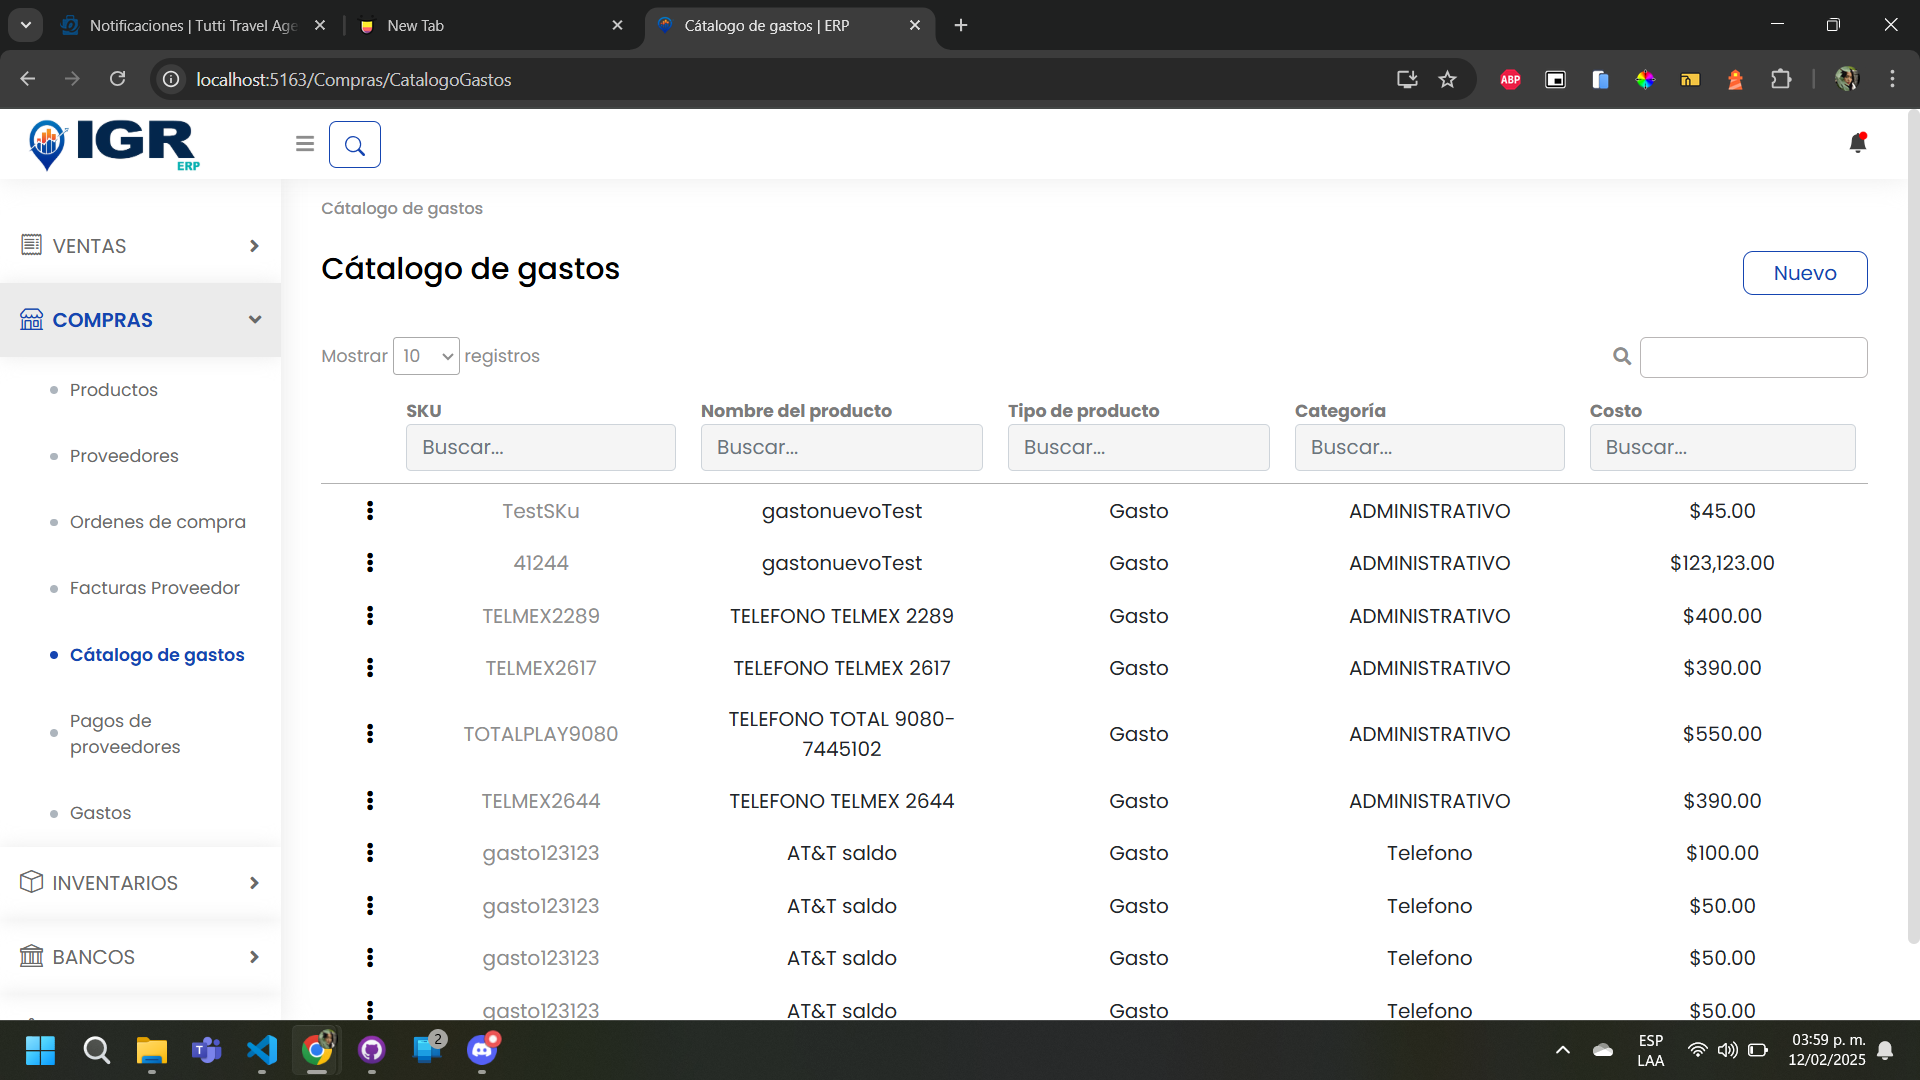 Notificaciones | Tutti Travel Age
New Tab
Cátalogo de gastos | ERP
localhost:5163/Compras/CatalogoGastos
ABP
IGR
ERP
Cátalogo de gastos
VENTAS
COMPRAS
Productos
Proveedores
Ordenes de compra
Facturas Proveedor
Cátalogo de gastos
Pagos de
proveedores
Gastos
INVENTARIOS
BANCOS
Cátalogo de gastos
Nuevo
Mostrar 10 registros
SKU Nombre del producto Tipo de producto Categoría Costo
Buscar... Buscar... Buscar... Buscar... Buscar...
TestSKu gastonuevoTest Gasto ADMINISTRATIVO $45.00
41244 gastonuevoTest Gasto ADMINISTRATIVO $123,123.00
TELMEX2289 TELEFONO TELMEX 2289 Gasto ADMINISTRATIVO $400.00
TELMEX2617 TELEFONO TELMEX 2617 Gasto ADMINISTRATIVO $390.00
TOTALPLAY9080 TELEFONO TOTAL 9080-
7445102 Gasto ADMINISTRATIVO $550.00
TELMEX2644 TELEFONO TELMEX 2644 Gasto ADMINISTRATIVO $390.00
gasto123123 AT&T saldo Gasto Telefono $100.00
gasto123123 AT&T saldo Gasto Telefono $50.00
gasto123123 AT&T saldo Gasto Telefono $50.00
gasto123123 AT&T saldo Gasto Telefono $50.00
2
ESP
LAA
03:59 p. m.
12/02/2025